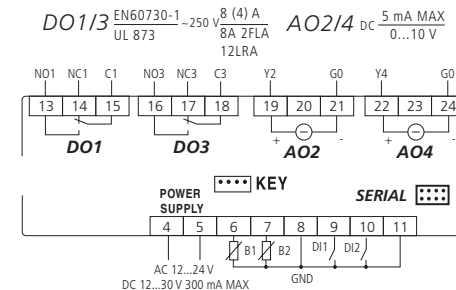 DO1/3 EN60730-1 ~250 V 8 (4) A AO2/4 DC 5 mA MAX
UL 873 8A 2FLA 0...10 V
12LRA
NO1 NC1 C1 NO3 NC3 C3 Y2 G0 Y4 G0
13 14 15 16 17 18 19 20 21 22 23 24
DO1 DO3 + - AO2 + - AO4
KEY
POWER SUPPLY SERIAL
4 5 6 7 8 9 10 11
B1 B2 DI1 DI2
AC 12...24 V GND
DC 12...30 V 300 mA MAX